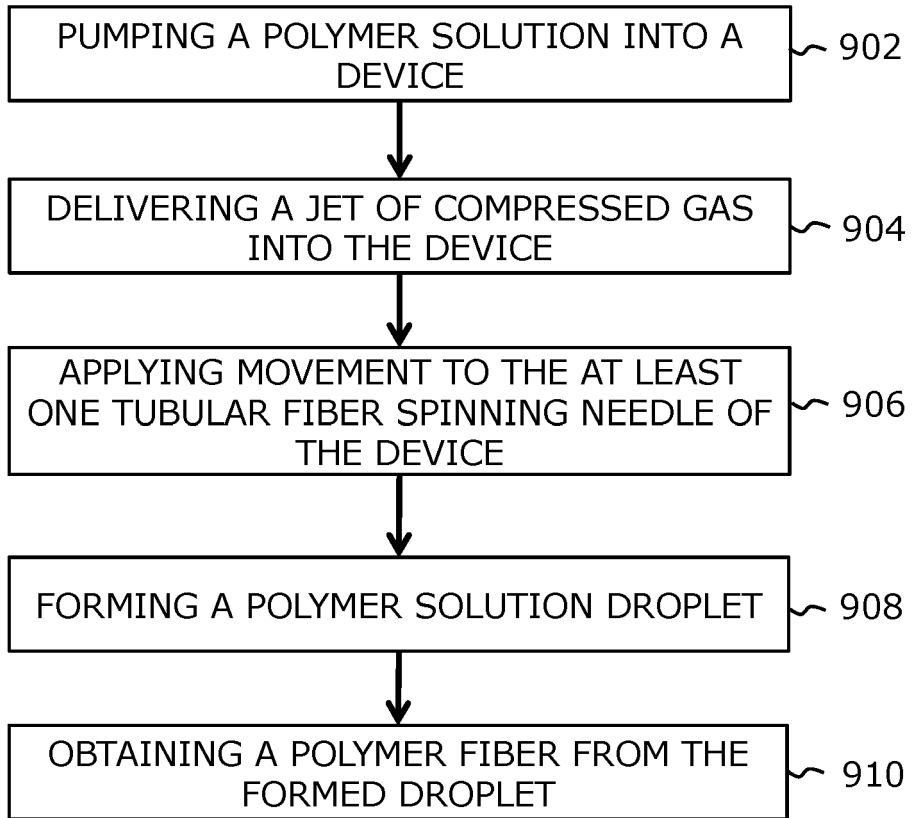 PUMPING A POLYMER SOLUTION INTO A
DEVICE
902
DELIVERING A JET OF COMPRESSED GAS
INTO THE DEVICE
904
APPLYING MOVEMENT TO THE AT LEAST
ONE TUBULAR FIBER SPINNING NEEDLE OF
THE DEVICE
906
FORMING A POLYMER SOLUTION DROPLET
908
OBTAINING A POLYMER FIBER FROM THE
FORMED DROPLET
910